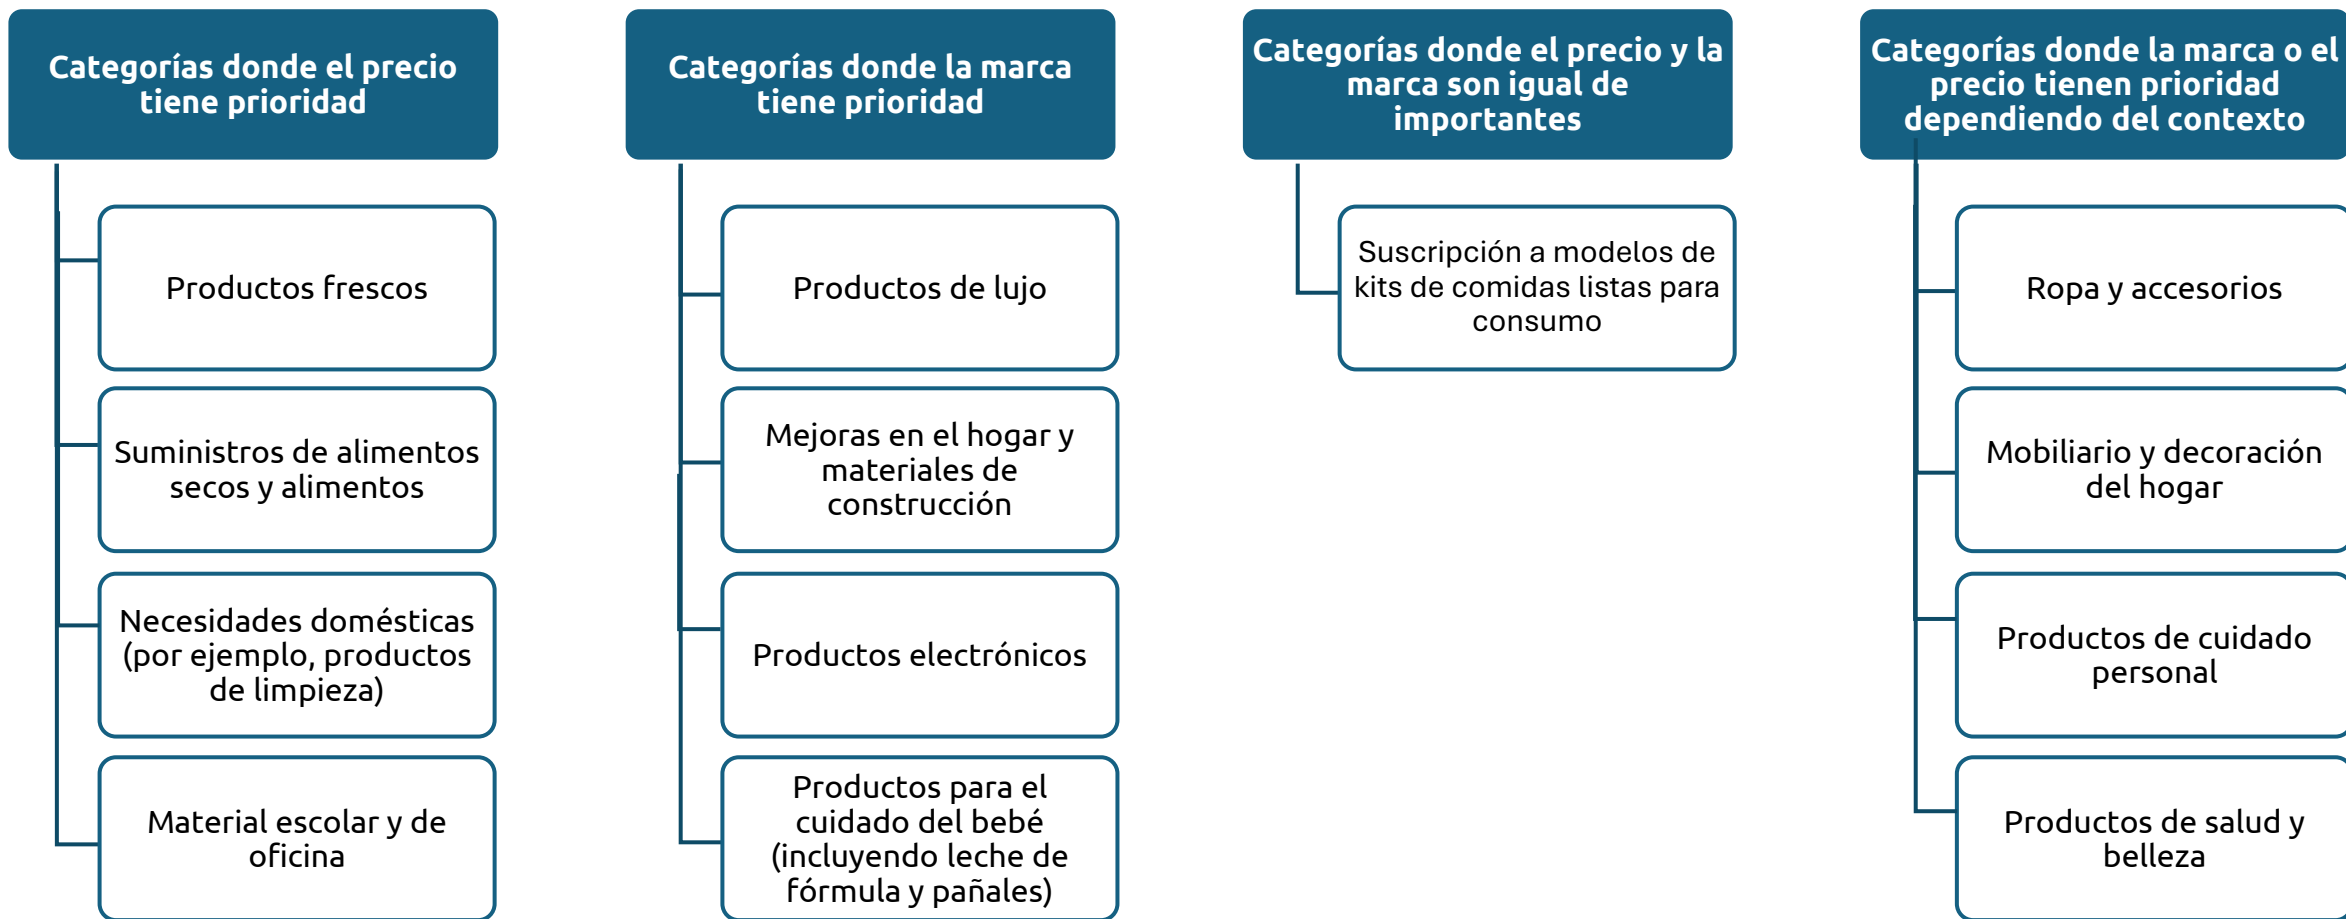 Categorías donde el precio
tiene prioridad
Productos frescos
Suministros de alimentos
secos y alimentos
Necesidades domésticas
(por ejemplo, productos
de limpieza)
Material escolar y de
oficina
Categorías donde la marca
tiene prioridad
Productos de lujo
Mejoras en el hogar y
materiales de
construcción
Productos electrónicos
Productos para el
cuidado del bebé
(incluyendo leche de
fórmula y pañales)
Categorías donde el precio y la
marca son igual de
importantes
Suscripción a modelos de
kits de comidas listas para
consumo
Categorías donde la marca o el
precio tienen prioridad
dependiendo del contexto
Ropa y accesorios
Mobiliario y decoración
del hogar
Productos de cuidado
personal
Productos de salud y
belleza